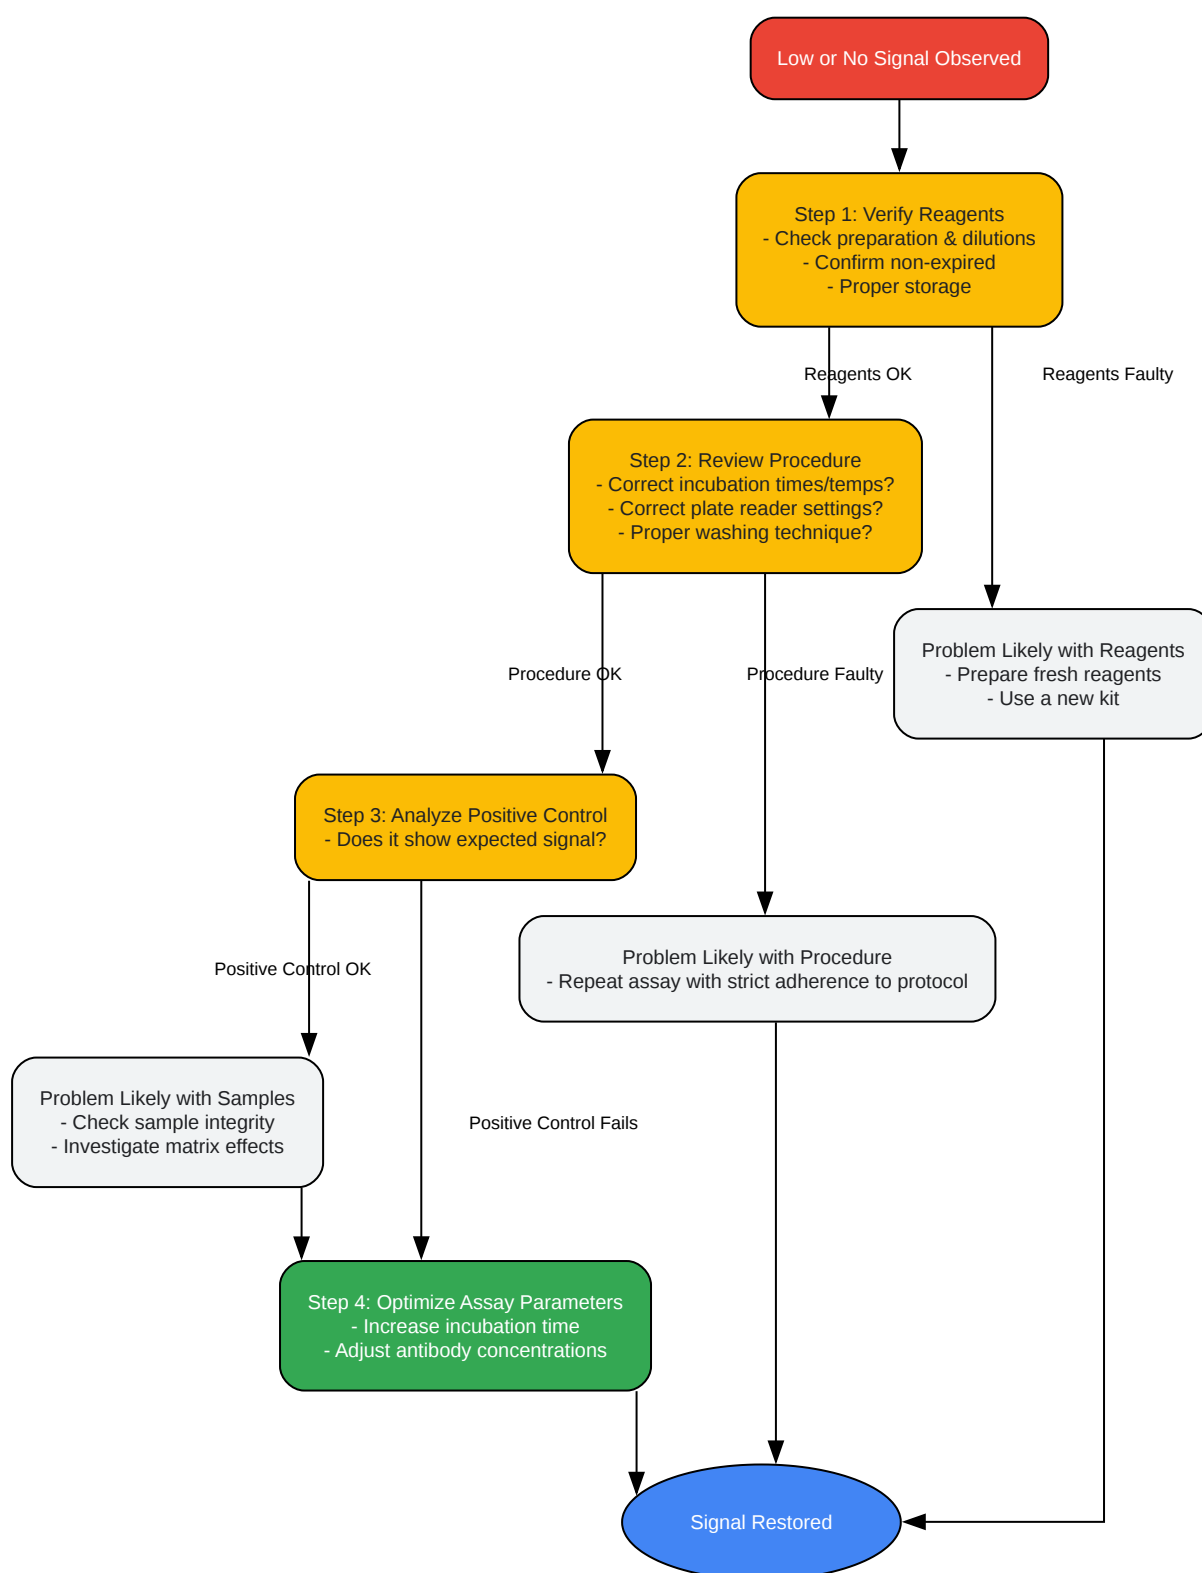 Low or No Signal Observed
Step 1: Verify Reagents
- Check preparation & dilutions
- Confirm non-expired
- Proper storage
Reagents OK
Reagents Faulty
Step 2: Review Procedure
- Correct incubation times/temps?
- Correct plate reader settings?
- Proper washing technique?
Procedure OK
Procedure Faulty
Problem Likely with Reagents
- Prepare fresh reagents
- Use a new kit
Step 3: Analyze Positive Control
- Does it show expected signal?
Positive Control OK
Problem Likely with Procedure
- Repeat assay with strict adherence to protocol
Problem Likely with Samples
- Check sample integrity
- Investigate matrix effects
Positive Control Fails
Step 4: Optimize Assay Parameters
- Increase incubation time
- Adjust antibody concentrations
Signal Restored